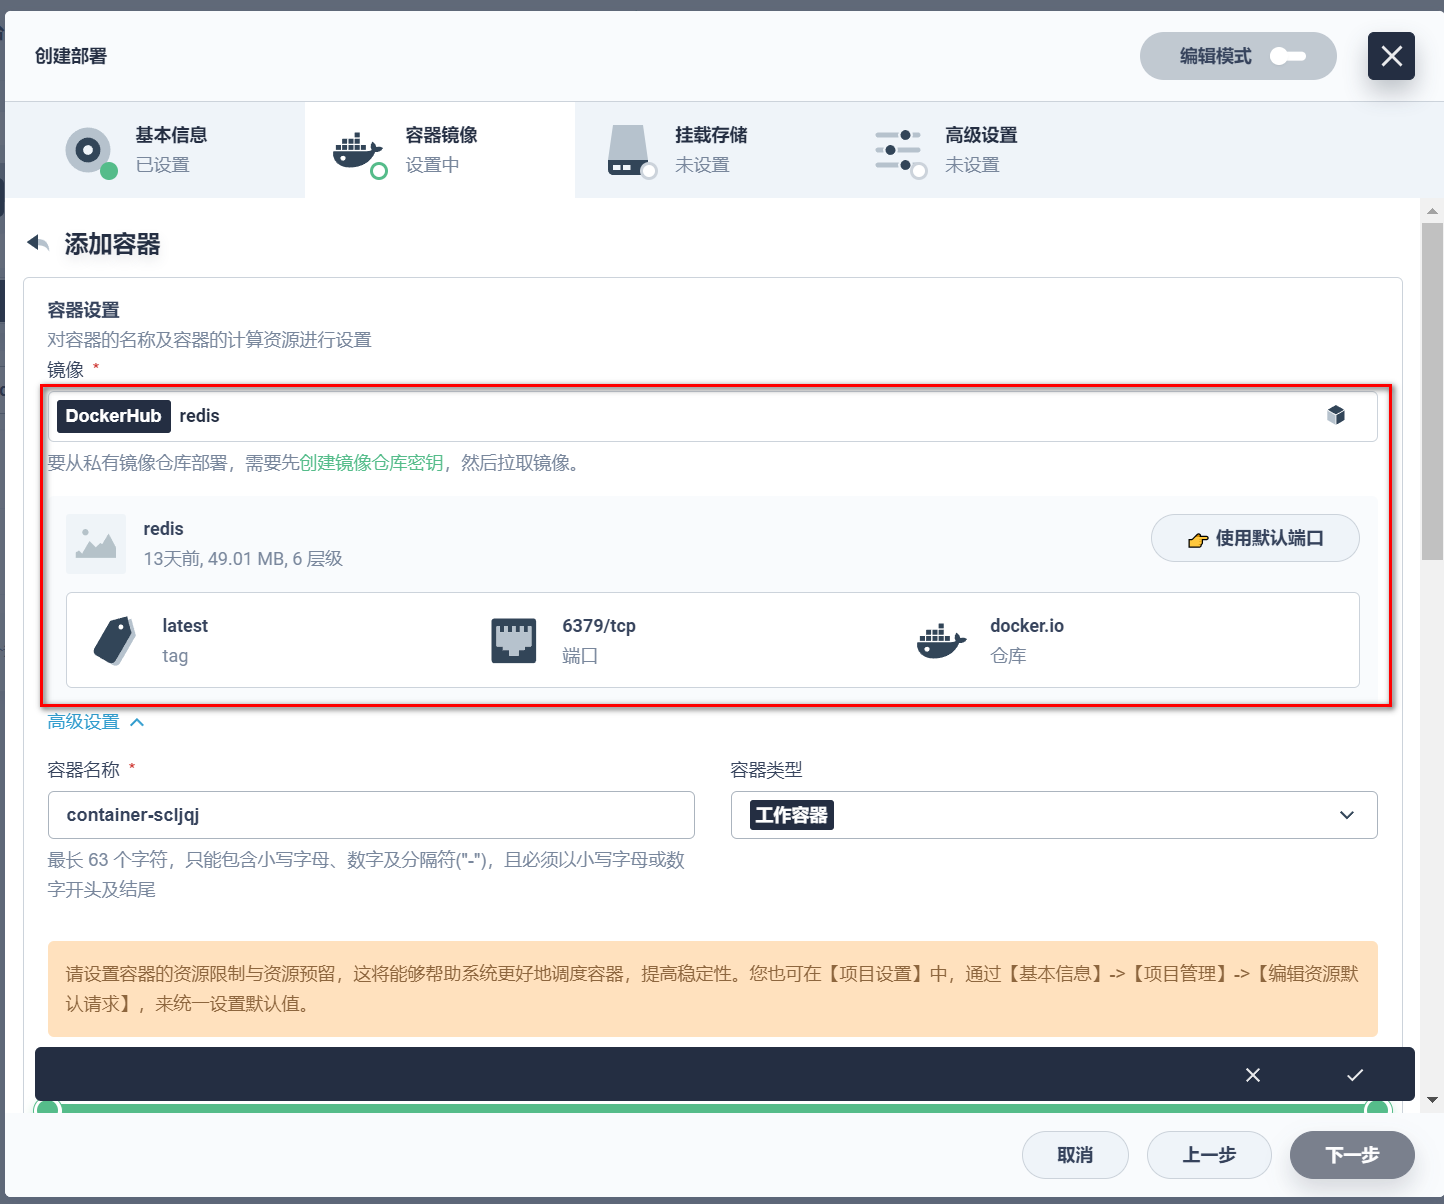 创建部署
编辑模式
基本信息
已设置
容器镜像
设置中
挂载存储
未设置
高级设置
未设置
添加容器
容器设置
对容器的名称及容器的计算资源进行设置
镜像 *
DockerHub redis
要从私有镜像仓库部署，需要先创建镜像仓库密钥，然后拉取镜像。
redis
13天前, 49.01 MB, 6 层级
使用默认端口
latest
tag
6379/tcp
端口
docker.io
仓库
高级设置
容器名称 *
container-scljqj
最长 63 个字符，只能包含小写字母、数字及分隔符("-")，且必须以小写字母或数
字开头及结尾
容器类型
工作容器
请设置容器的资源限制与资源预留，这将能够帮助系统更好地调度容器，提高稳定性。您也可在【项目设置】中，通过【基本信息】->【项目管理】->【编辑资源默
认请求】，来统一设置默认值。
取消
上一步
下一步